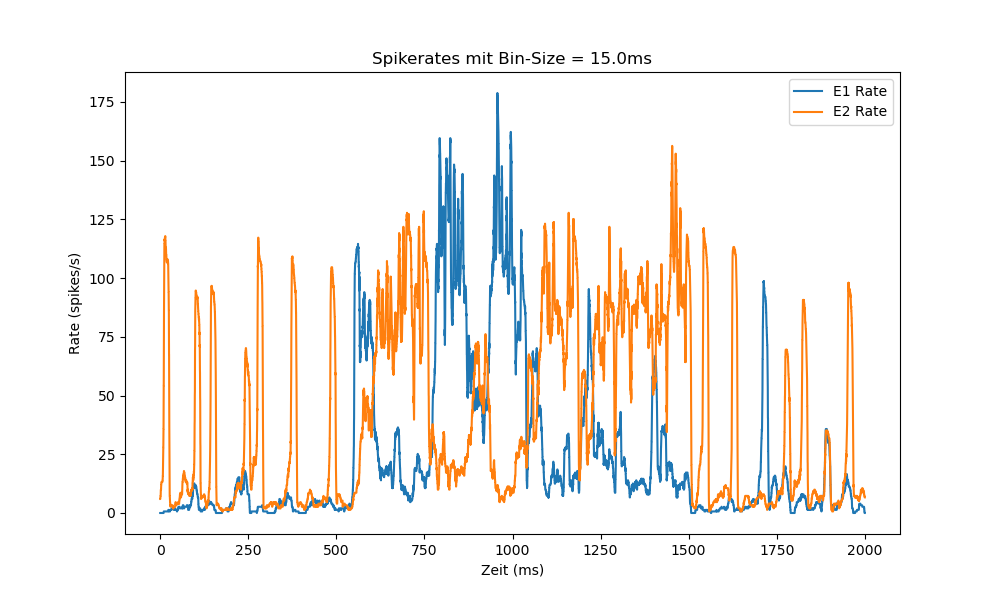 Spikerates mit Bin-Size = 15.0ms
E1 Rate
E2 Rate
Rate (spikes/s)
175
150
125
100
75
50
25
0
0 250 500 750 1000 1250 1500 1750 2000
Zeit (ms)